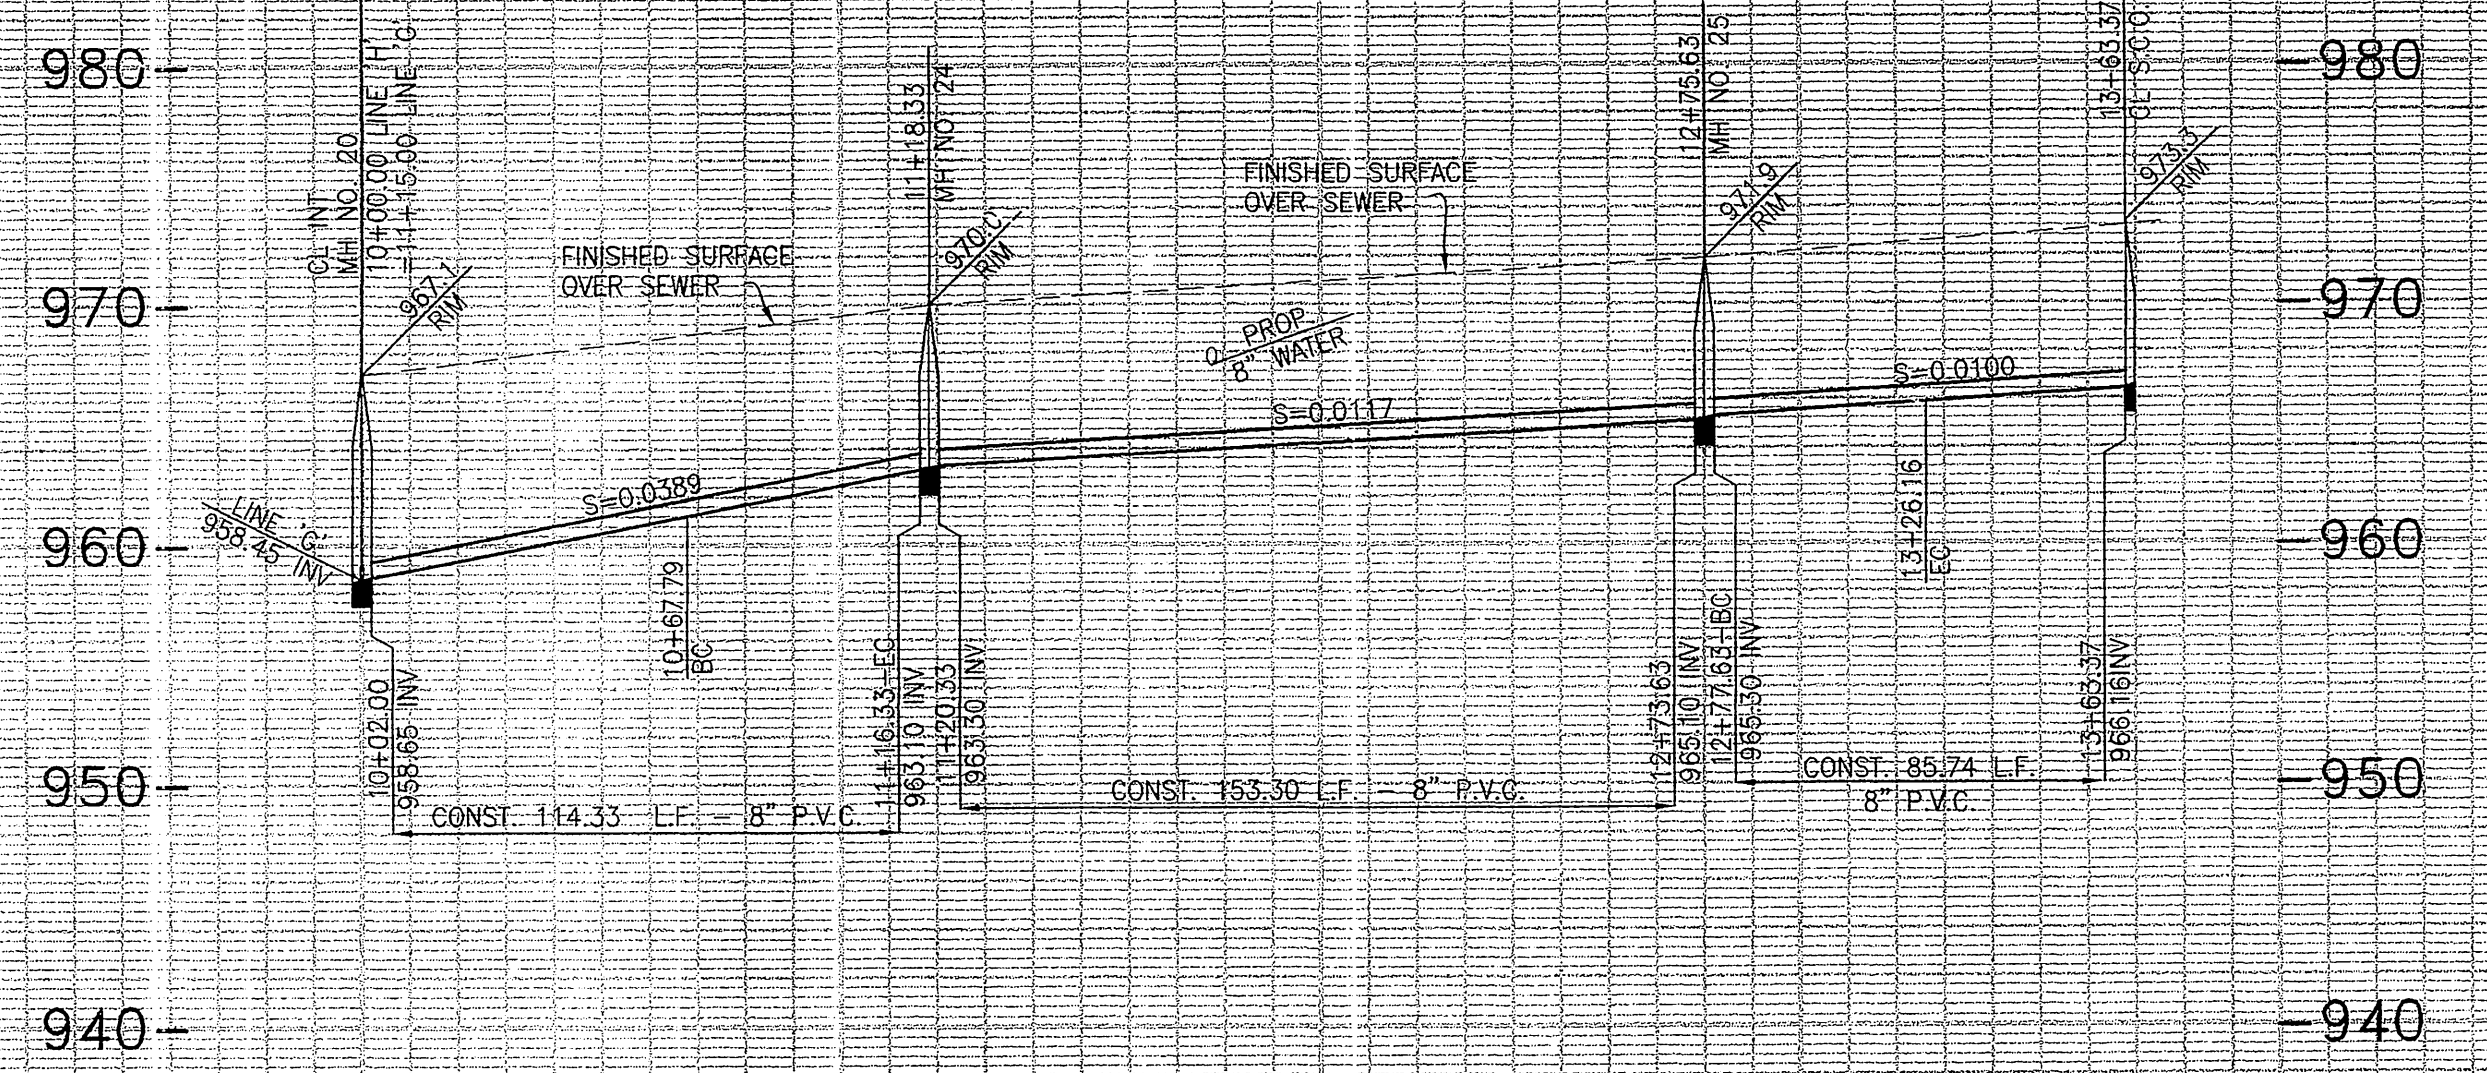 980
970
960
950
940
CL INT
MH NO. 20
10+00.00 LINE 'H'
=11+15.00 LINE 'G'
967.1
RIM
LINE 'G'
958.45 INV
FINISHED SURFACE
OVER SEWER
S=0.0389
10+02.00
958.65 INV
10+67.79
BC
CONST. 114.33 L.F. - 8" P.V.C.
11+18.33
MH NO. 24
970.0
RIM
11+16.33-EC
963.10 INV
11+20.33
963.30 INV
FINISHED SURFACE
OVER SEWER
PROP.
8" WATER
S=0.0117
CONST. 153.30 L.F. - 8" P.V.C.
12+75.63
MH NO. 25
971.9
RIM
12+73.63
965.10 INV
12+77.63-BC
965.30 INV
S=0.0100
13+26.16
EC
CONST. 85.74 L.F.
8" P.V.C.
13+63.37
CL S.C.O.
973.3
RIM
13+63.37
966.16 INV
-980
-970
-960
-950
-940